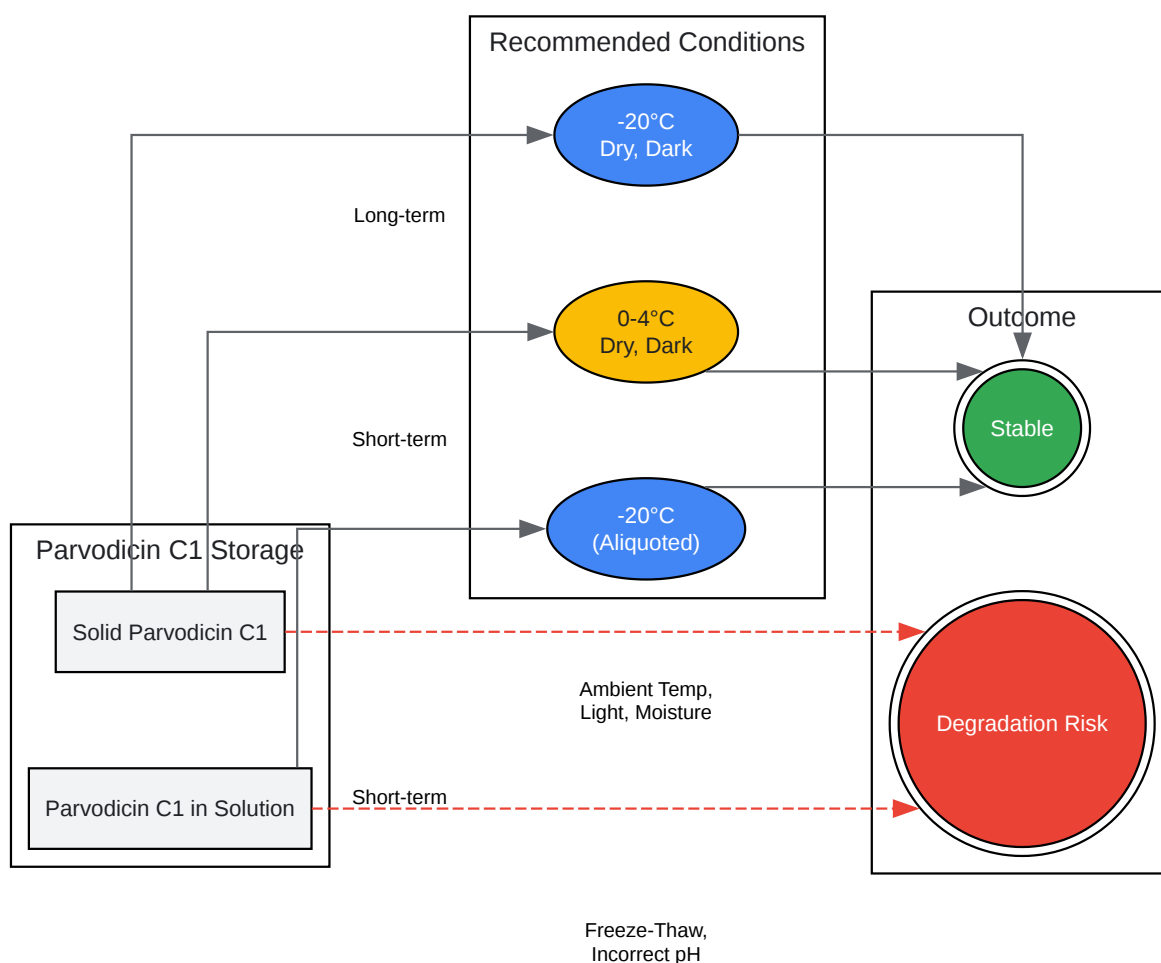 Recommended Conditions
-20°C
Dry, Dark
Long-term
0-4°C
Dry, Dark
Outcome
Stable
Short-term
-20°C
(Aliquoted)
Parvodicin C1 Storage
Solid Parvodicin C1
Ambient Temp,
Light, Moisture
Degradation Risk
Parvodicin C1 in Solution
Short-term
Freeze-Thaw,
Incorrect pH